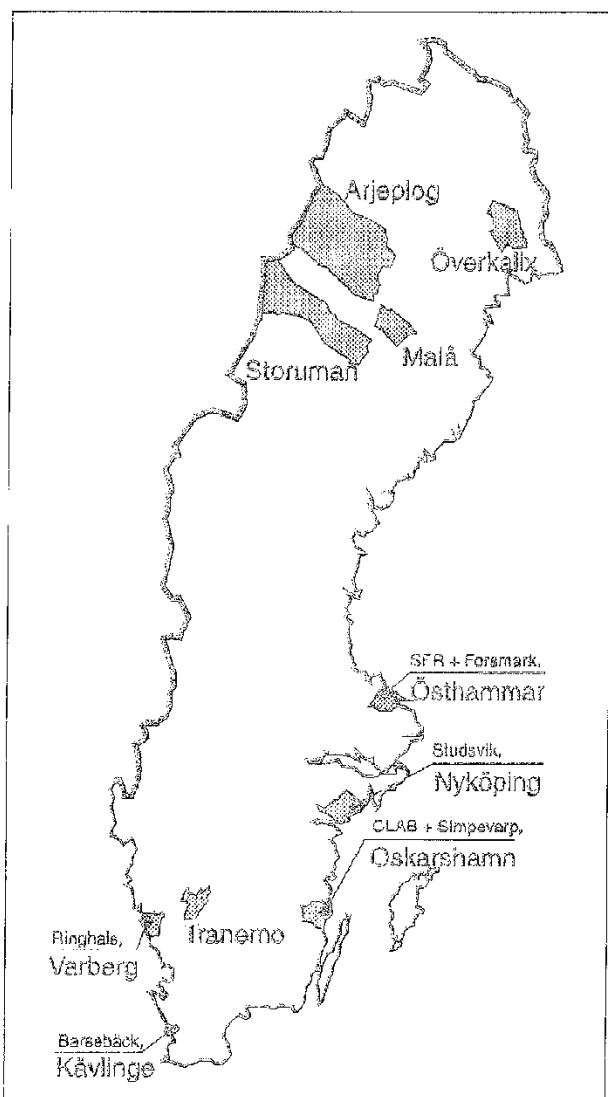 Arjeplog
Överkalix
Malå
Storuman
SFR + Forsmark,
Östhammar
Studsvik,
Nyköping
CLAB + Simpevarp,
Oskarshamn
Tranemo
Ringhals,
Varberg
Barsebäck,
Kävlinge